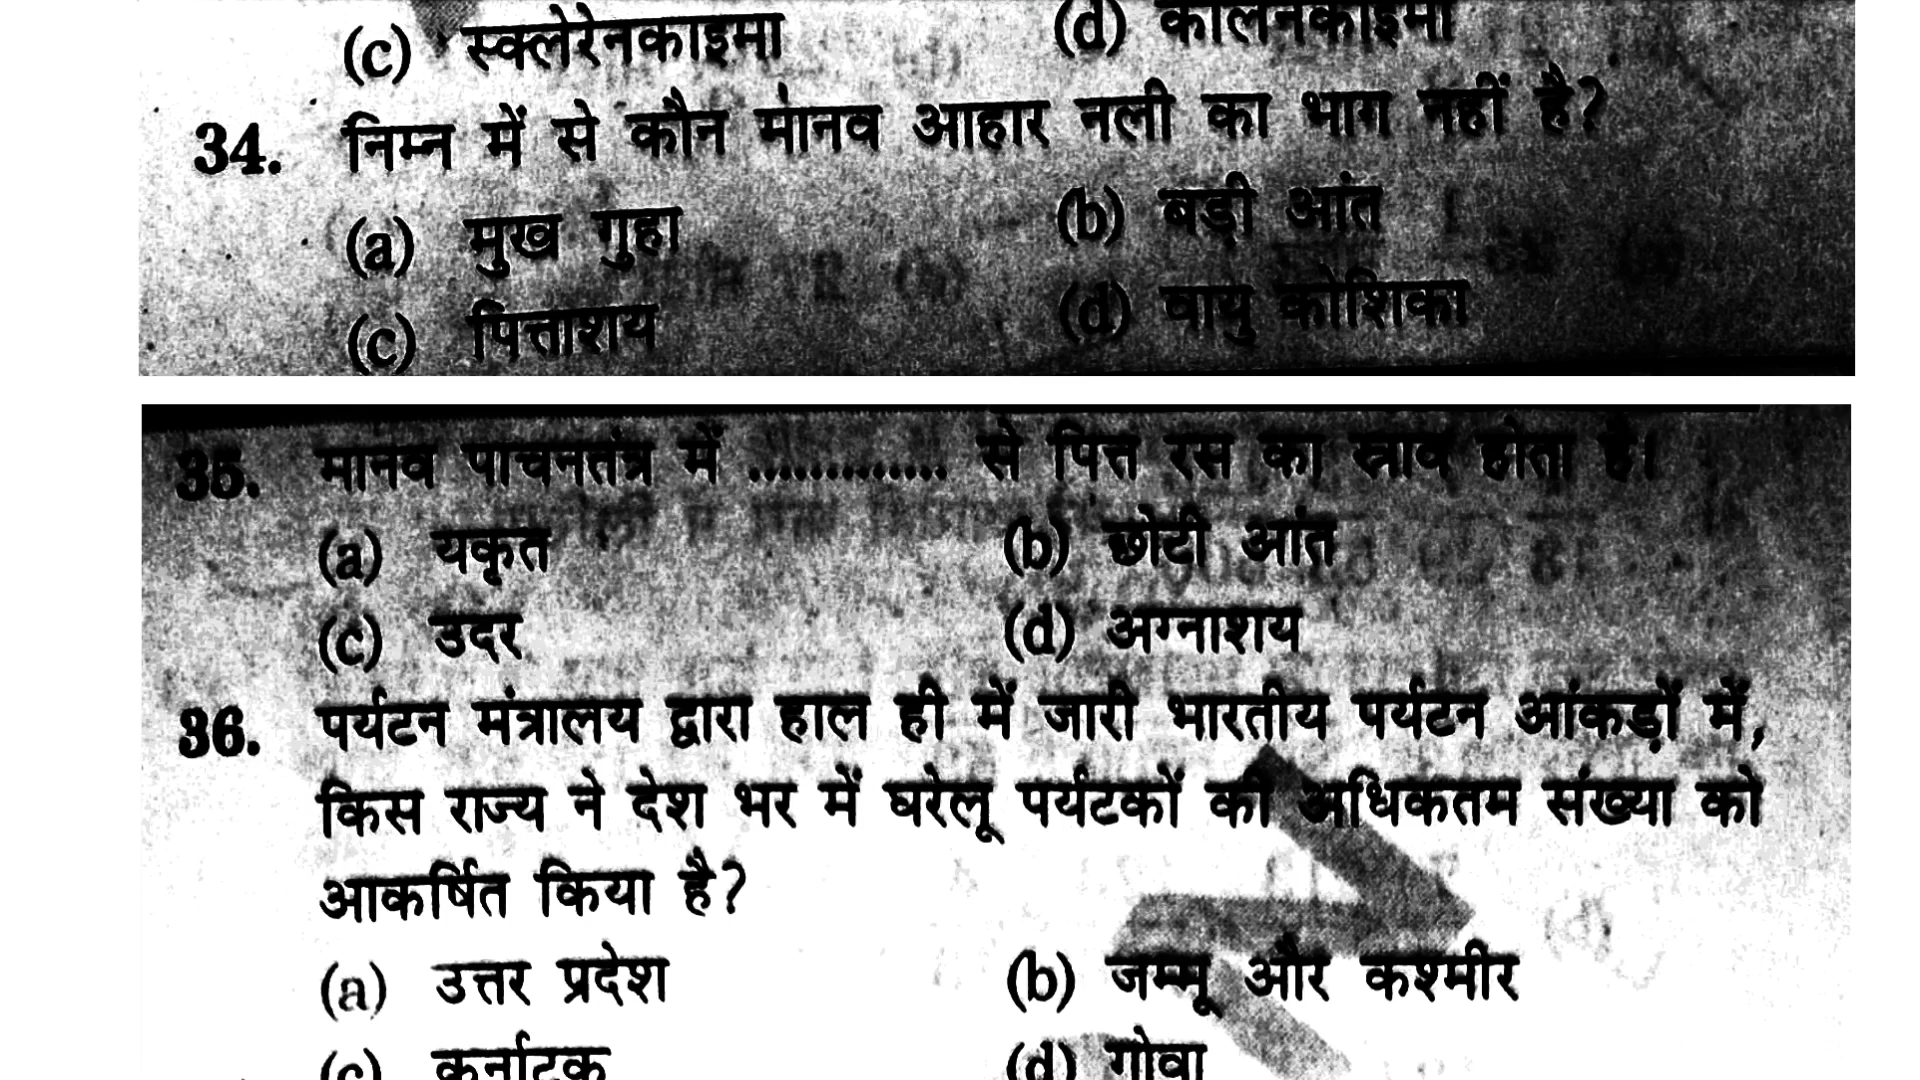 (c) स्क्लेरेनकाइमा (d) कोलेनकाइमा
34. निम्न में से कौन मानव आहार नली का भाग नहीं है?
(a) मुख गुहा (b) बड़ी आंत
(c) पित्ताशय (d) वायु कोशिका
35. मानव पाचनतंत्र में ............. से पित्त रस का स्राव होता है।
(a) यकृत (b) छोटी आंत
(c) उदर (d) अग्नाशय
36. पर्यटन मंत्रालय द्वारा हाल ही में जारी भारतीय पर्यटन आंकड़ों में,
किस राज्य ने देश भर में घरेलू पर्यटकों की अधिकतम संख्या को
आकर्षित किया है?
(a) उत्तर प्रदेश (b) जम्मू और कश्मीर
(c) कर्नाटक (d) गोवा